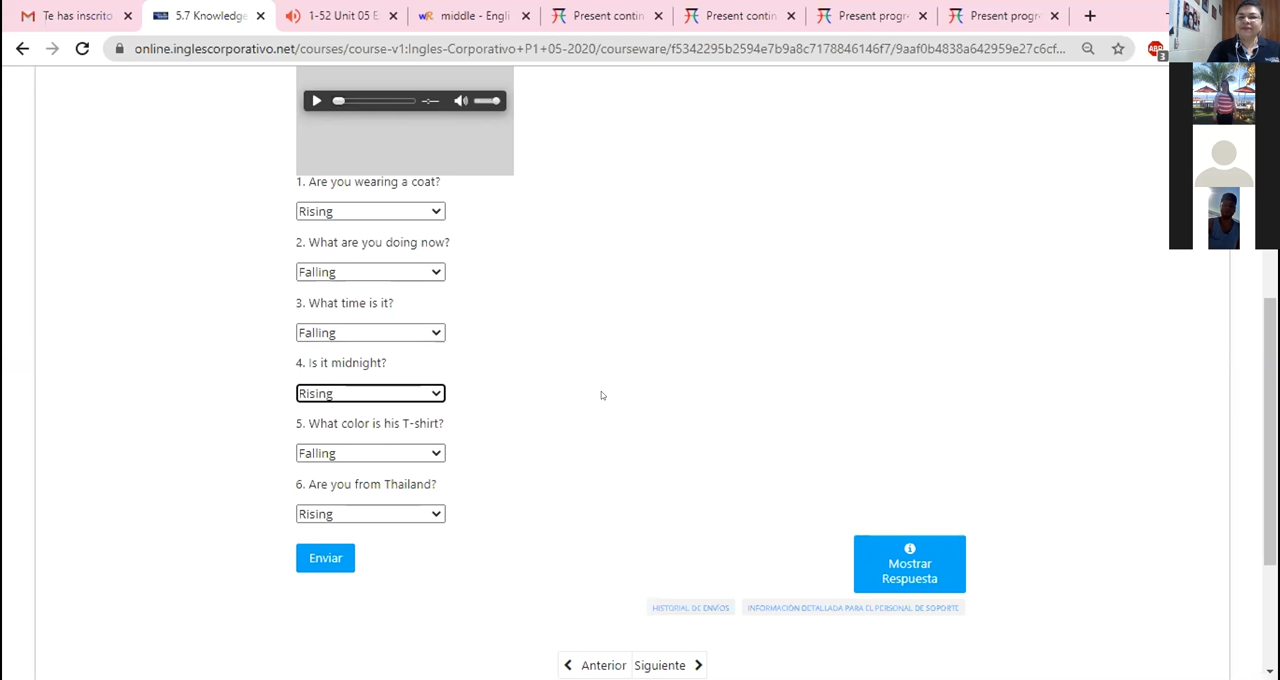 Te has inscrito
5.7 Knowledge
1-52 Unit 05 E
middle - Engli
Present contin
Present contin
Present progr
Present progr
online.inglescorporativo.net/courses/course-v1:Ingles-Corporativo+P1+05-2020/courseware/f5342295b2594e7b9a8c7178846146f7/9aaf0b4838a642959e27c6cf...
ABP
3
1. Are you wearing a coat?
Rising
2. What are you doing now?
Falling
3. What time is it?
Falling
4. Is it midnight?
Rising
5. What color is his T-shirt?
Falling
6. Are you from Thailand?
Rising
Enviar
Mostrar
Respuesta
HISTORIAL DE ENVÍOS
INFORMACIÓN DETALLADA PARA EL PERSONAL DE SOPORTE
Anterior
Siguiente